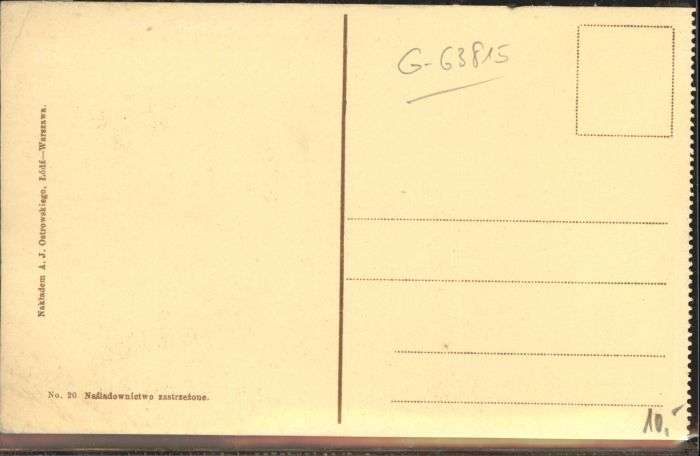 G-63815
Nakładem A. J. Ostrowskiego, Łódź—Warszawa.
No. 20 Naśladownictwo zastrzeżone.
10,-